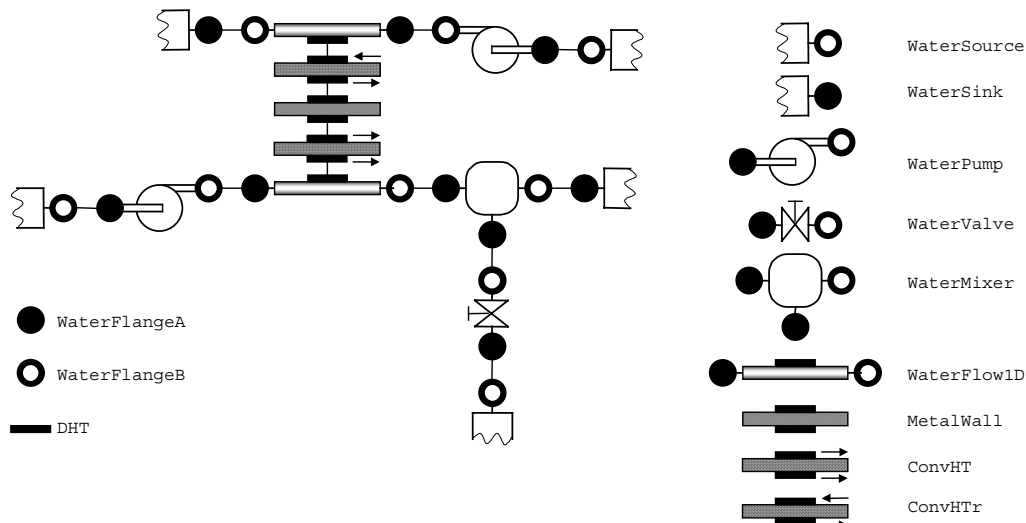 WaterSource
WaterSink
WaterPump
WaterValve
WaterMixer
WaterFlangeA
WaterFlangeB
WaterFlow1D
MetalWall
DHT
ConvHT
ConvHTr